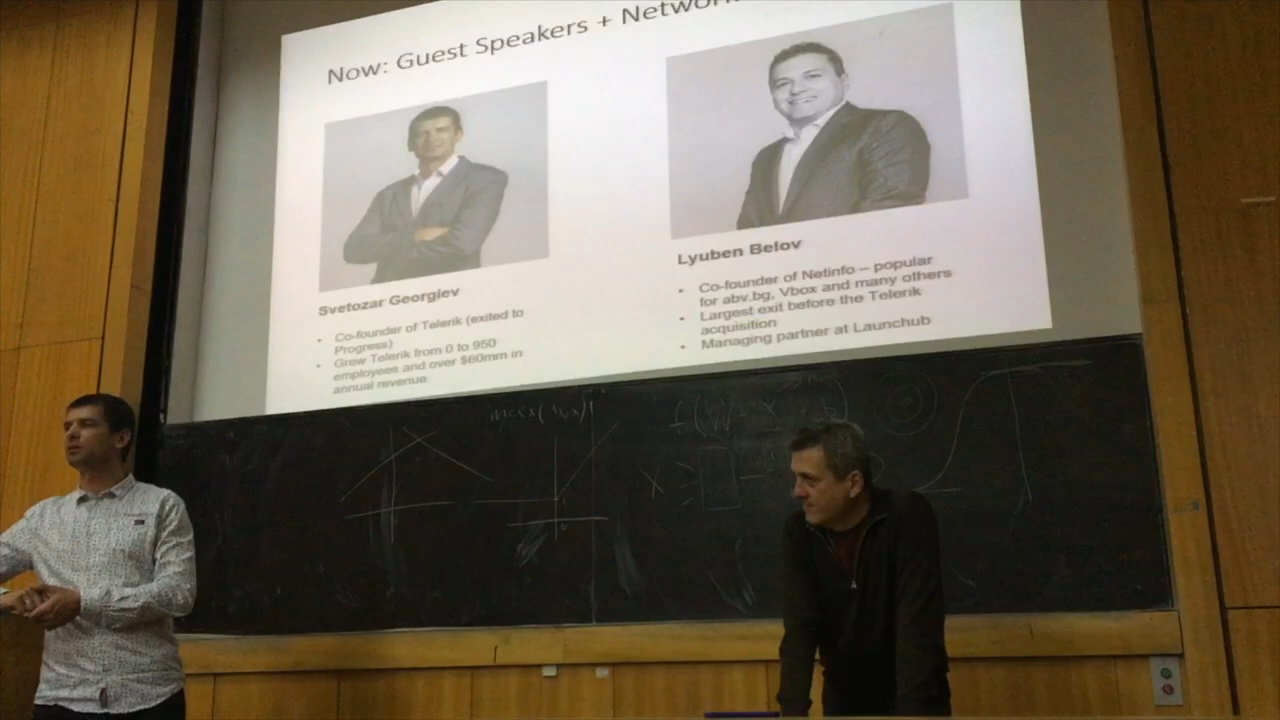 Now: Guest Speakers + Network
Svetozar Georgiev
• Co-founder of Telerik (exited to
Progress)
• Grew Telerik from 0 to 950
employees and over $60mm in
annual revenue
Lyuben Belov
• Co-founder of Netinfo – popular
for abv.bg, Vbox and many others
• Largest exit before the Telerik
acquisition
• Managing partner at Launchub
X